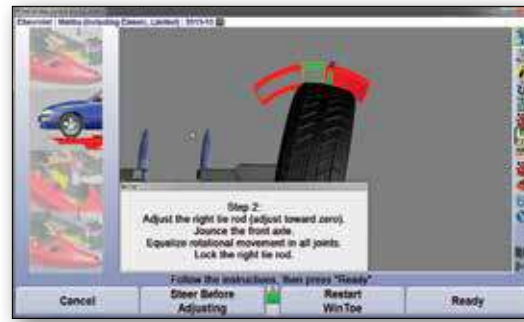 Chevrolet : Malibu (Including Classic, Limited) :
Step 2:
Adjust the right tie rod (adjust toward zero).
Jounce the front axle.
Equalize rotational movement in all joints.
Lock the right tie rod.
Follow the instructions, then press "Ready"
Cancel
Steer Before
Adjusting
Restart
WinToe
Ready